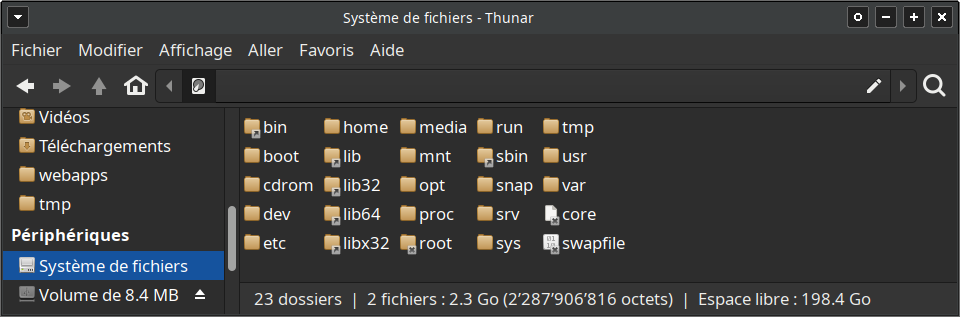 Système de fichiers - Thunar
Fichier Modifier Affichage Aller Favoris Aide
Vidéos
Téléchargements
webapps
tmp
Périphériques
Système de fichiers
Volume de 8.4 MB
bin home media run tmp
boot lib mnt sbin usr
cdrom lib32 opt snap var
dev lib64 proc srv core
etc libx32 root sys swapfile
23 dossiers | 2 fichiers : 2.3 Go (2’287’906’816 octets) | Espace libre : 198.4 Go